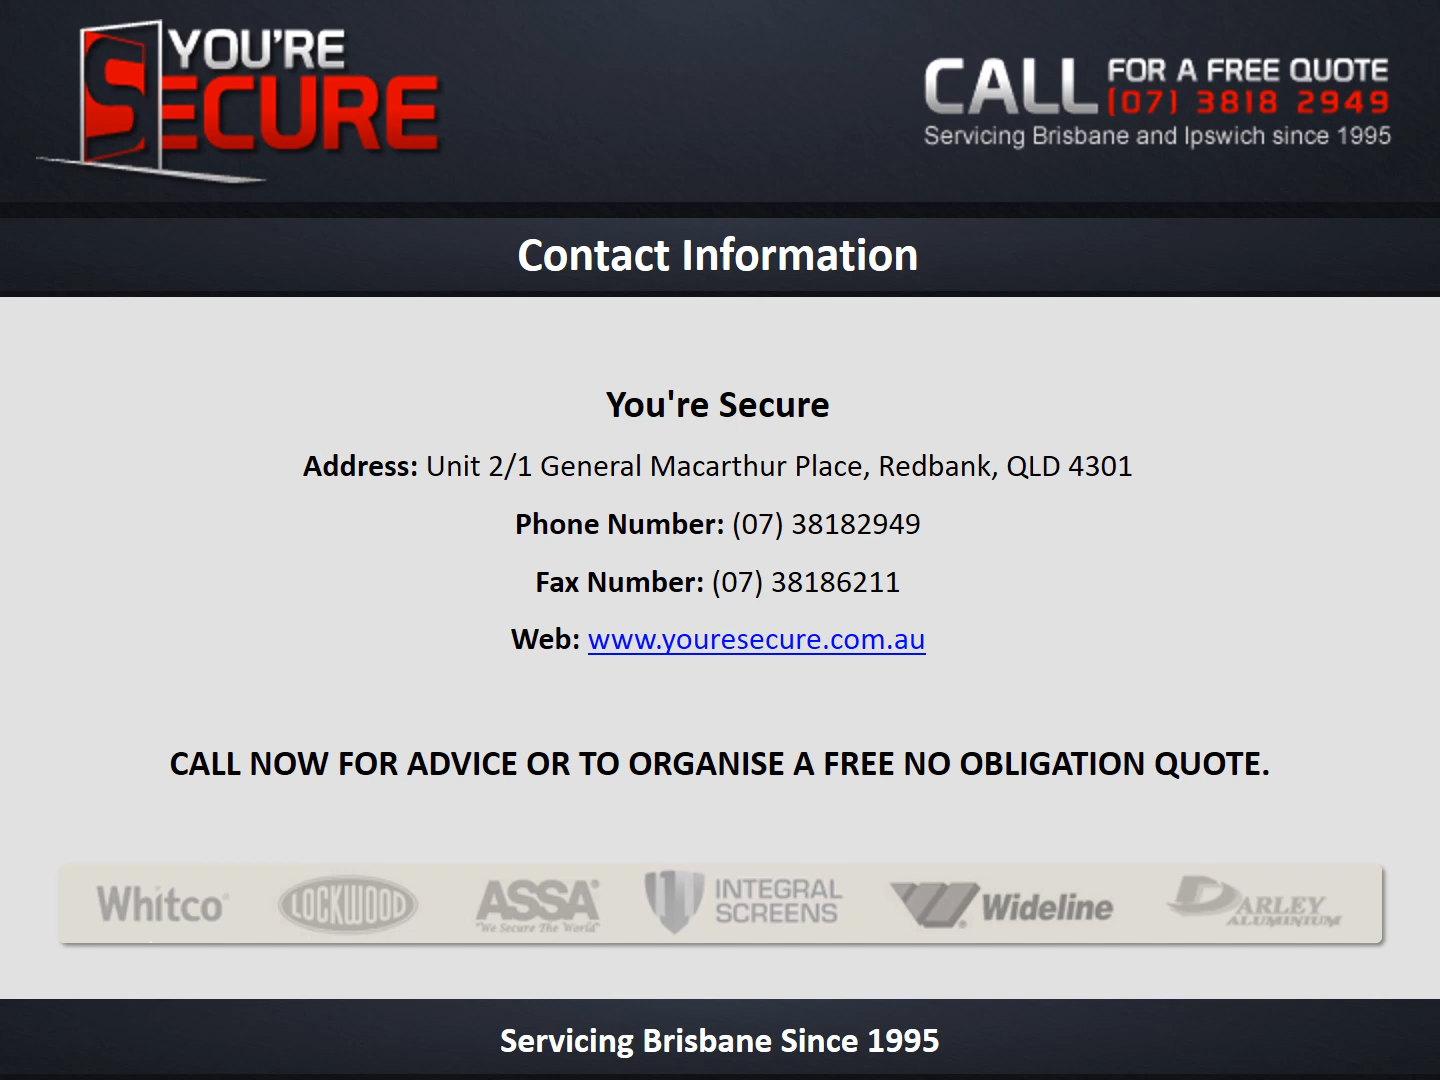 YOU'RE
SECURE
CALL FOR A FREE QUOTE
(07) 3818 2949
Servicing Brisbane and Ipswich since 1995
Contact Information
You're Secure
Address: Unit 2/1 General Macarthur Place, Redbank, QLD 4301
Phone Number: (07) 38182949
Fax Number: (07) 38186211
Web: www.youresecure.com.au
CALL NOW FOR ADVICE OR TO ORGANISE A FREE NO OBLIGATION QUOTE.
Whitco®
LOCKWOOD
ASSA®
"We Secure The World"
INTEGRAL
SCREENS
Wideline
DARLEY
ALUMINIUM
Servicing Brisbane Since 1995